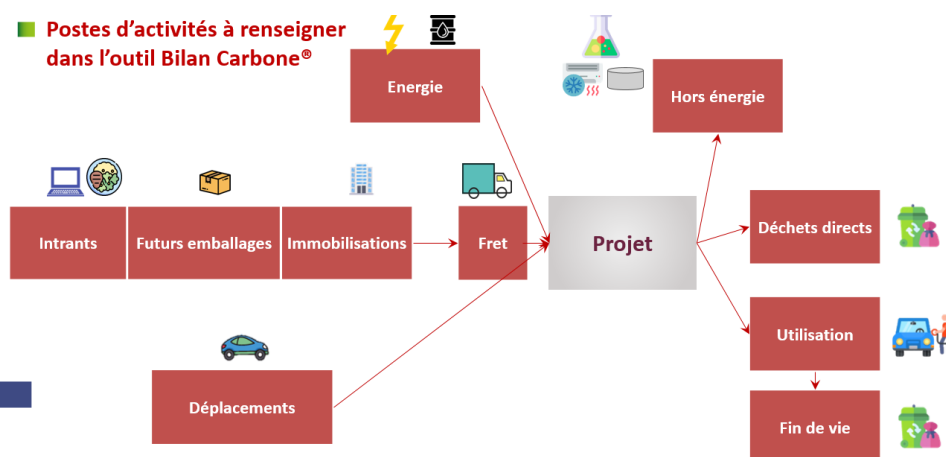 Postes d'activités à renseigner
dans l'outil Bilan Carbone®
Energie
Hors énergie
Intrants
Futurs emballages
Immobilisations
Fret
Projet
Déchets directs
Utilisation
Déplacements
Fin de vie